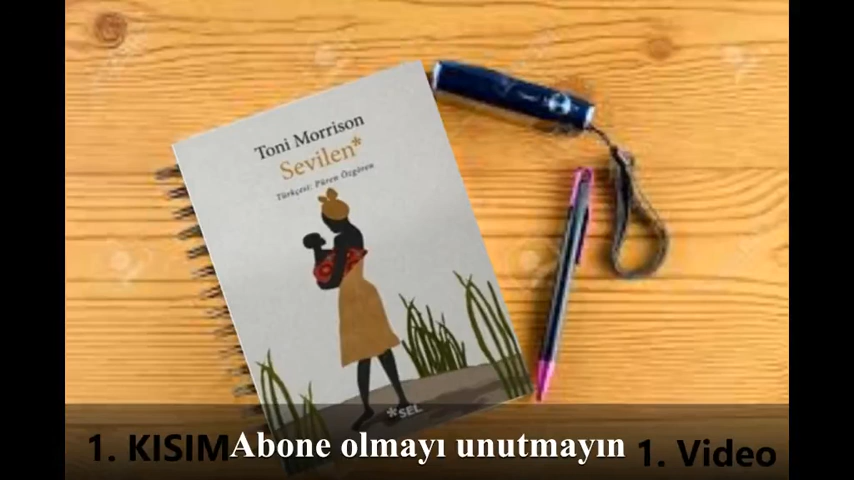 Toni Morrison
Sevilen*
Türkçesi: Püren Özgören
*SEL
1. KISIM
Abone olmayı unutmayın
1. Video